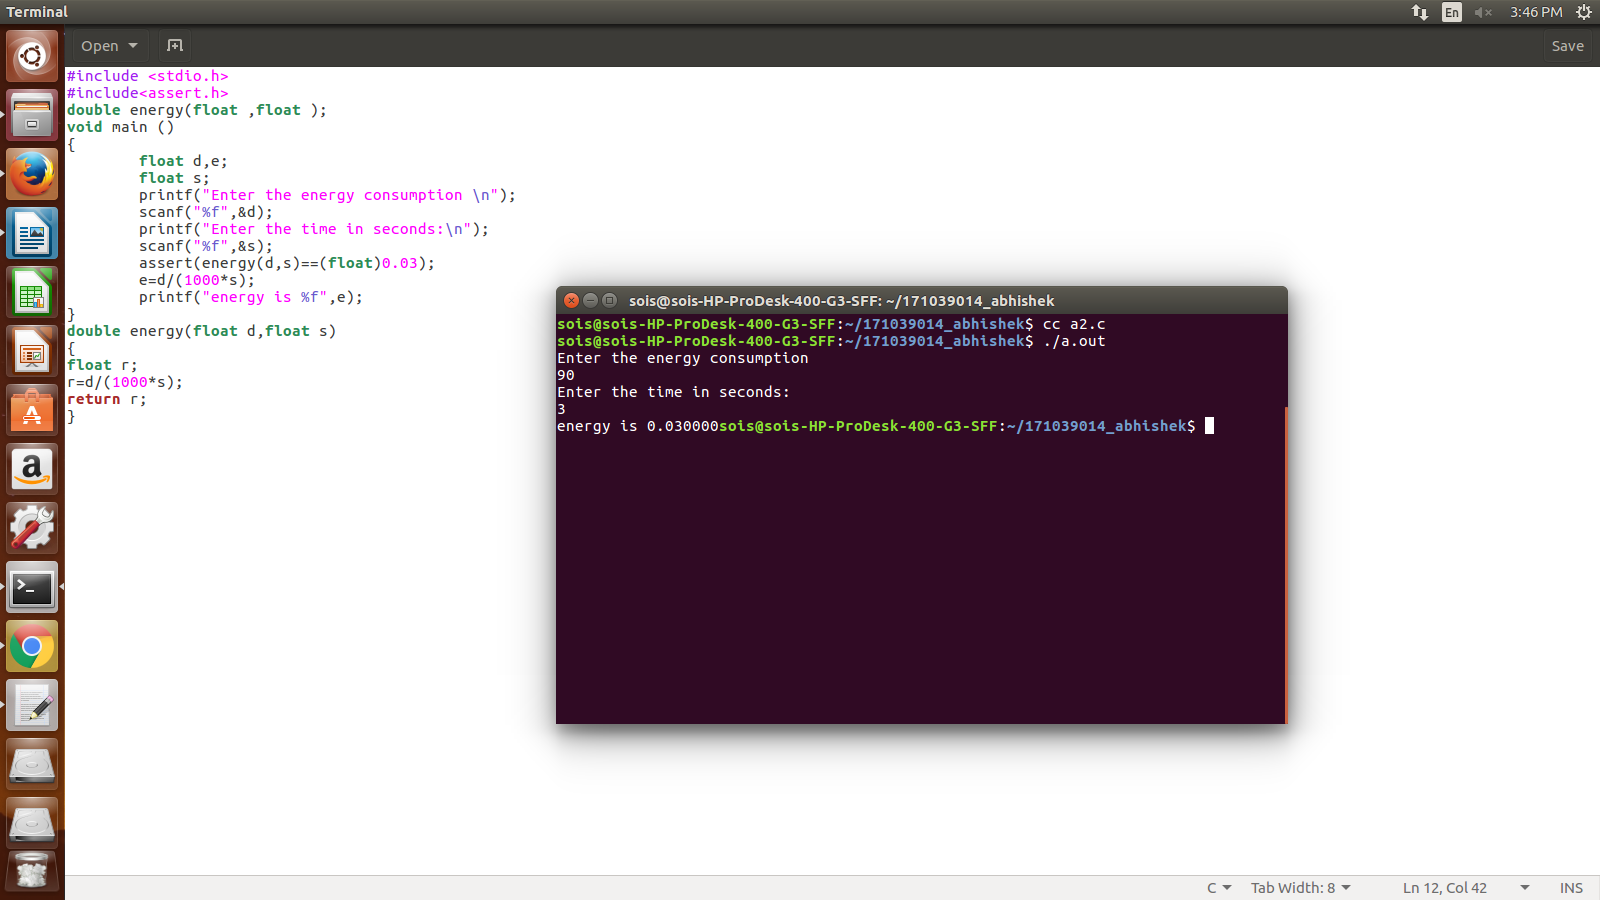 Terminal
En
3:46 PM
Open
Save
#include <stdio.h>
#include<assert.h>
double energy(float ,float );
void main ()
{
        float d,e;
        float s;
        printf("Enter the energy consumption \n");
        scanf("%f",&d);
        printf("Enter the time in seconds:\n");
        scanf("%f",&s);
        assert(energy(d,s)==(float)0.03);
        e=d/(1000*s);
        printf("energy is %f",e);
}
double energy(float d,float s)
{
float r;
r=d/(1000*s);
return r;
}
sois@sois-HP-ProDesk-400-G3-SFF: ~/171039014_abhishek
sois@sois-HP-ProDesk-400-G3-SFF:~/171039014_abhishek$ cc a2.c
sois@sois-HP-ProDesk-400-G3-SFF:~/171039014_abhishek$ ./a.out
Enter the energy consumption
90
Enter the time in seconds:
3
energy is 0.030000sois@sois-HP-ProDesk-400-G3-SFF:~/171039014_abhishek$
C
Tab Width: 8
Ln 12, Col 42
INS